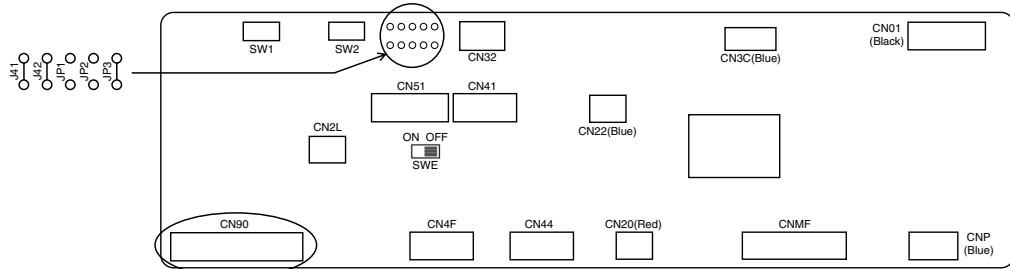 J41
J42
JP1
JP2
JP3
SW1
SW2
CN32
CN3C(Blue)
CN01
(Black)
CN51
CN41
CN22(Blue)
CN2L
ON OFF
SWE
CN90
CN4F
CN44
CN20(Red)
CNMF
CNP
(Blue)